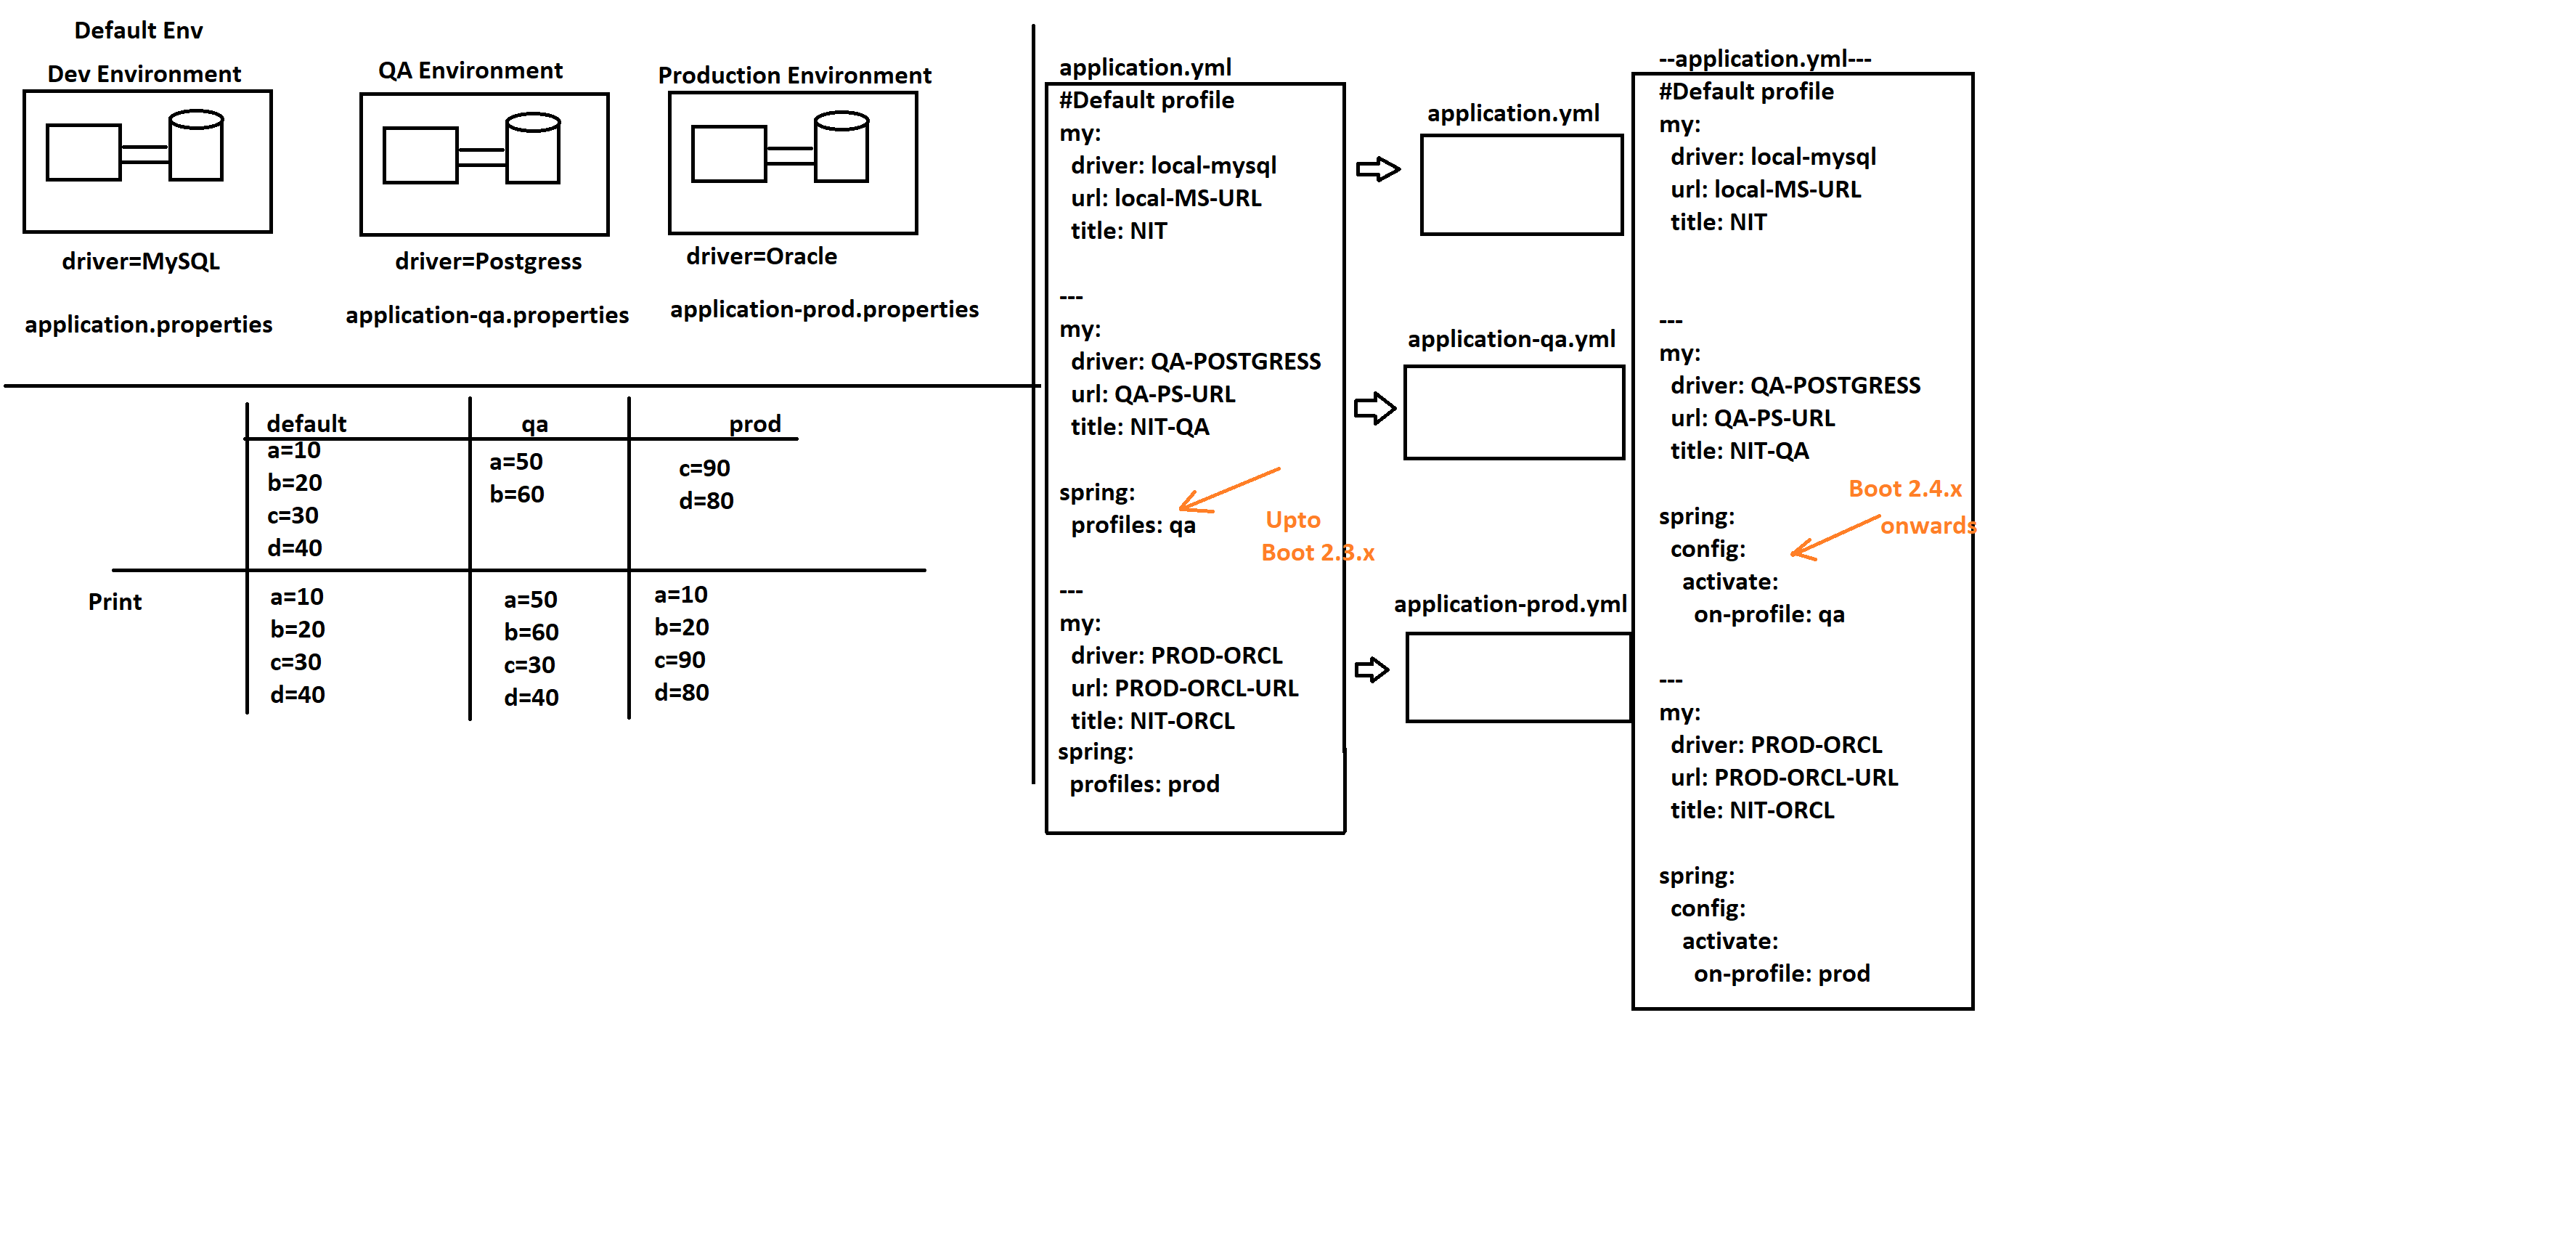 Default Env
Dev Environment
QA Environment
Production Environment
driver=MySQL
driver=Postgress
driver=Oracle
application.properties
application-qa.properties
application-prod.properties
default
qa
prod
a=10
b=20
c=30
d=40
a=50
b=60
c=90
d=80
Print
a=10
b=20
c=30
d=40
a=50
b=60
c=30
d=40
a=10
b=20
c=90
d=80
application.yml
#Default profile
my:
  driver: local-mysql
  url: local-MS-URL
  title: NIT
---
my:
  driver: QA-POSTGRESS
  url: QA-PS-URL
  title: NIT-QA
spring:
  profiles: qa
Upto
Boot 2.3.x
---
my:
  driver: PROD-ORCL
  url: PROD-ORCL-URL
  title: NIT-ORCL
spring:
  profiles: prod
application.yml
application-qa.yml
application-prod.yml
--application.yml---
#Default profile
my:
  driver: local-mysql
  url: local-MS-URL
  title: NIT
---
my:
  driver: QA-POSTGRESS
  url: QA-PS-URL
  title: NIT-QA
Boot 2.4.x
onwards
spring:
  config:
    activate:
      on-profile: qa
---
my:
  driver: PROD-ORCL
  url: PROD-ORCL-URL
  title: NIT-ORCL
spring:
  config:
    activate:
      on-profile: prod